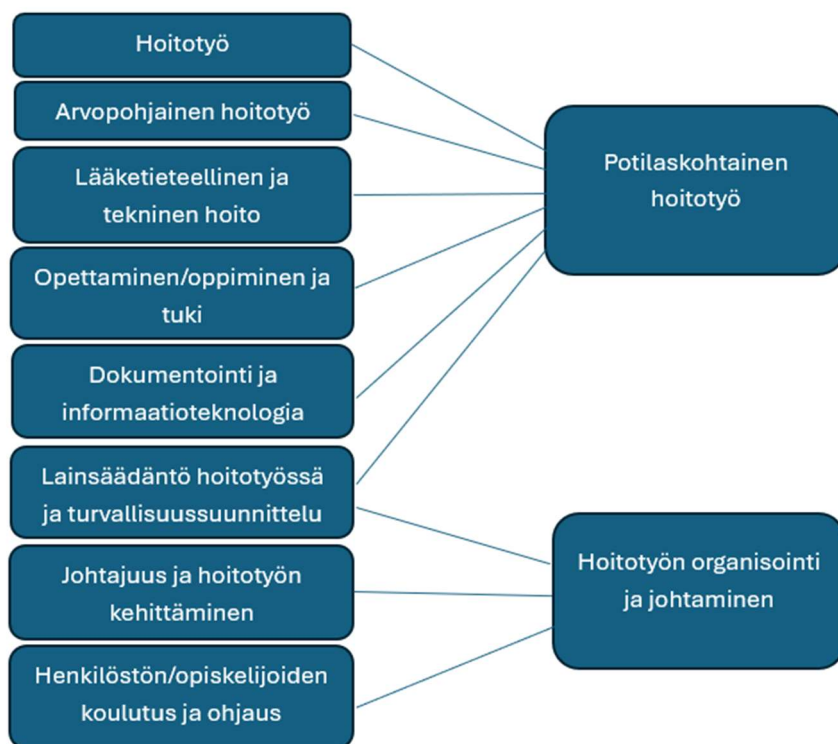 Hoitotyö
Arvopohjainen hoitotyö
Lääketieteellinen ja
tekninen hoito
Opettaminen/oppiminen ja
tuki
Dokumentointi ja
informaatioteknologia
Lainsäädäntö hoitotyössä
ja turvallisuussuunnittelu
Johtajuus ja hoitotyön
kehittäminen
Henkilöstön/opiskelijoiden
koulutus ja ohjaus
Potilaskohtainen
hoitotyö
Hoitotyön organisointi
ja johtaminen